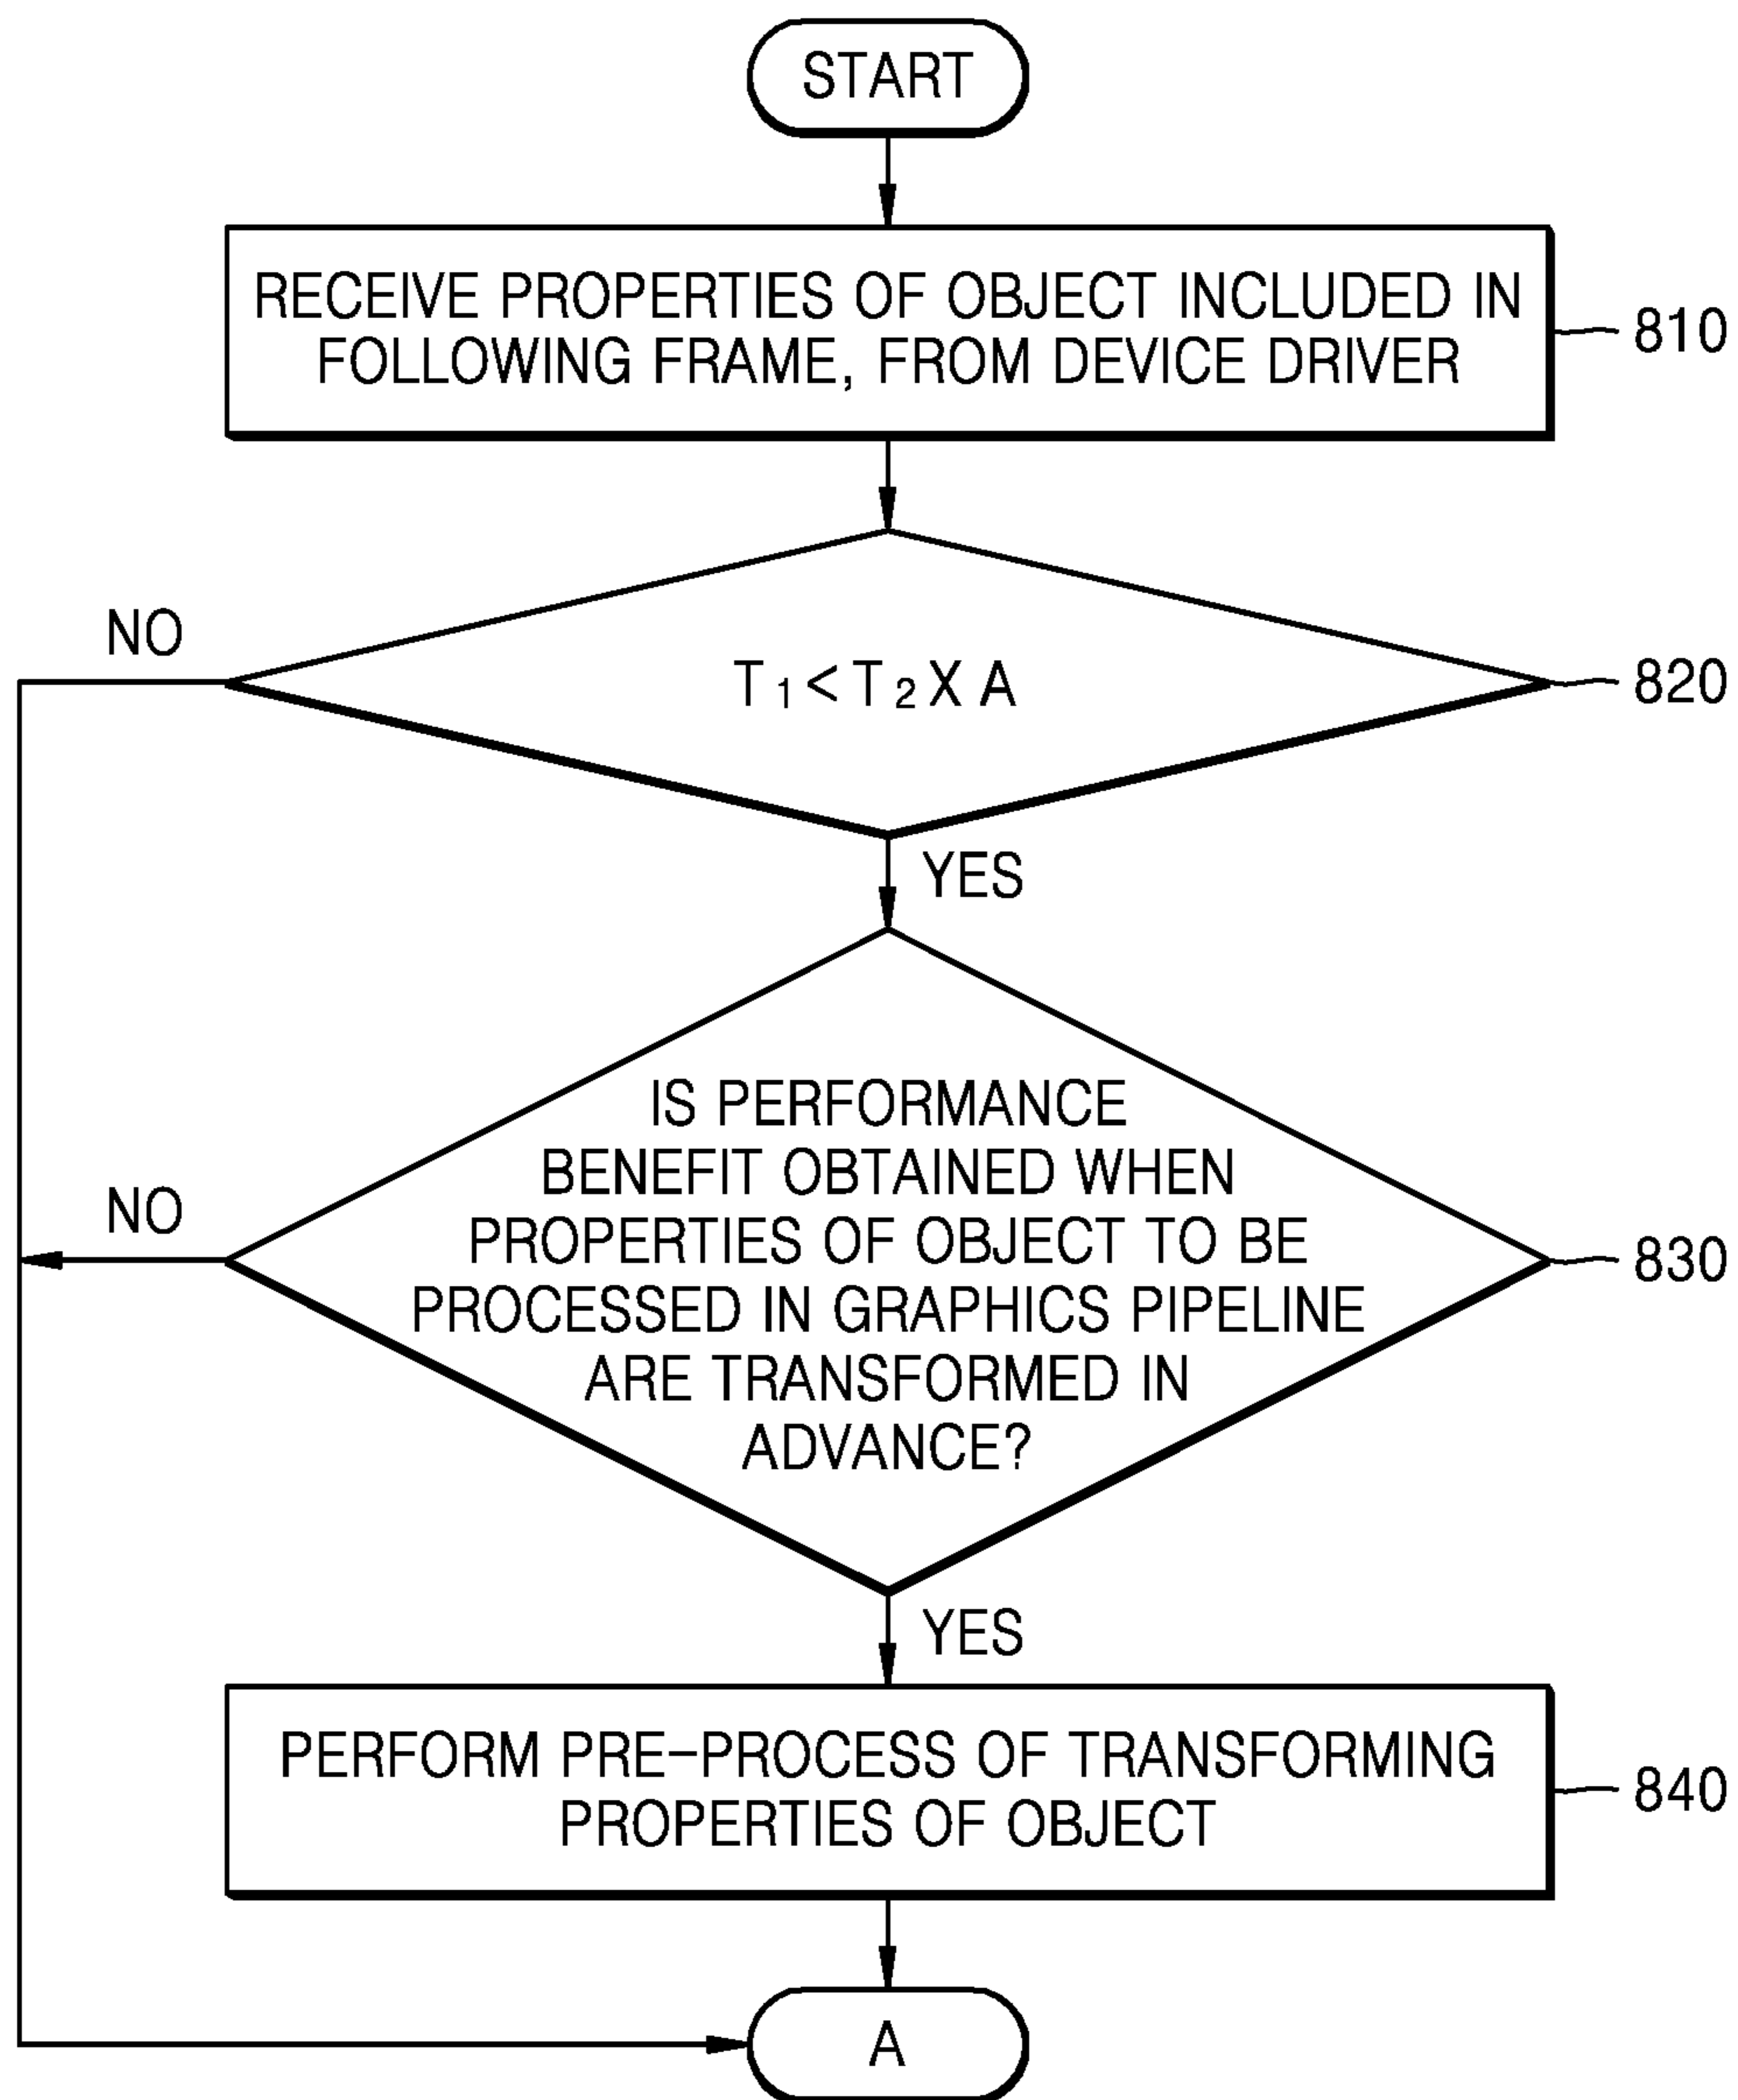 START
RECEIVE PROPERTIES OF OBJECT INCLUDED IN
FOLLOWING FRAME, FROM DEVICE DRIVER
810
NO
T1<T2XA
820
YES
IS PERFORMANCE
BENEFIT OBTAINED WHEN
PROPERTIES OF OBJECT TO BE
PROCESSED IN GRAPHICS PIPELINE
ARE TRANSFORMED IN
ADVANCE?
NO
830
YES
PERFORM PRE-PROCESS OF TRANSFORMING
PROPERTIES OF OBJECT
840
A